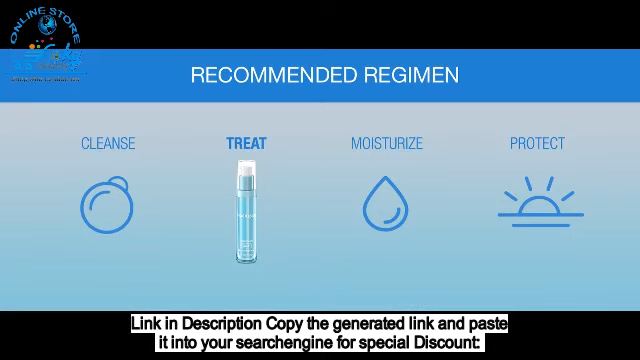 ONLINE STORE
RECOMMENDED REGIMEN
CLEANSE TREAT MOISTURIZE PROTECT
Link in Description Copy the generated link and paste
it into your searchengine for special Discount: